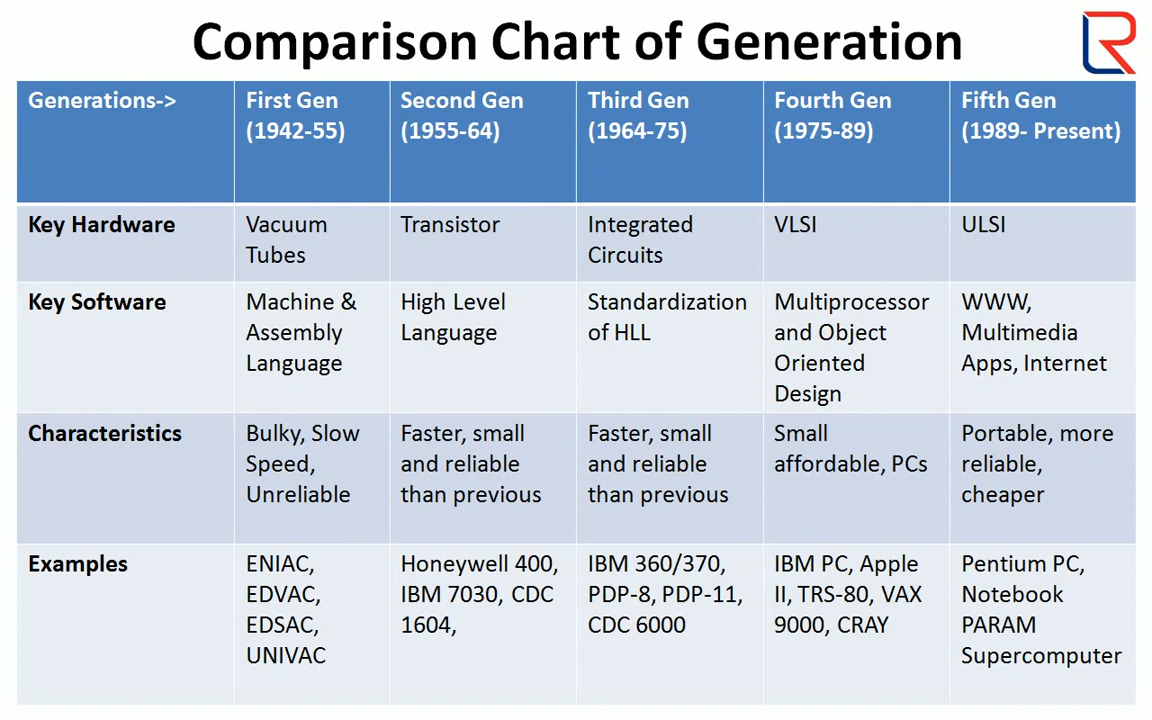 Comparison Chart of Generation
Generations->
First Gen
(1942-55)
Second Gen
(1955-64)
Third Gen
(1964-75)
Fourth Gen
(1975-89)
Fifth Gen
(1989- Present)
Key Hardware
Vacuum
Tubes
Transistor
Integrated
Circuits
VLSI
ULSI
Key Software
Machine &
Assembly
Language
High Level
Language
Standardization
of HLL
Multiprocessor
and Object
Oriented
Design
WWW,
Multimedia
Apps, Internet
Characteristics
Bulky, Slow
Speed,
Unreliable
Faster, small
and reliable
than previous
Faster, small
and reliable
than previous
Small
affordable, PCs
Portable, more
reliable,
cheaper
Examples
ENIAC,
EDVAC,
EDSAC,
UNIVAC
Honeywell 400,
IBM 7030, CDC
1604,
IBM 360/370,
PDP-8, PDP-11,
CDC 6000
IBM PC, Apple
II, TRS-80, VAX
9000, CRAY
Pentium PC,
Notebook
PARAM
Supercomputer